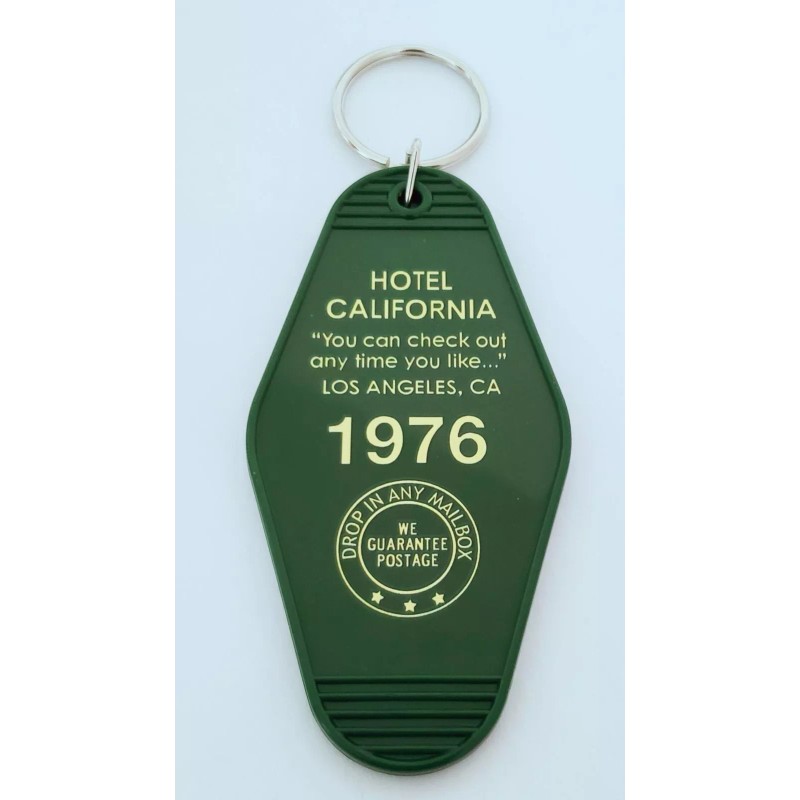 HOTEL
CALIFORNIA
“You can check out
any time you like...”
LOS ANGELES, CA
1976
DROP IN ANY MAILBOX
WE
GUARANTEE
POSTAGE